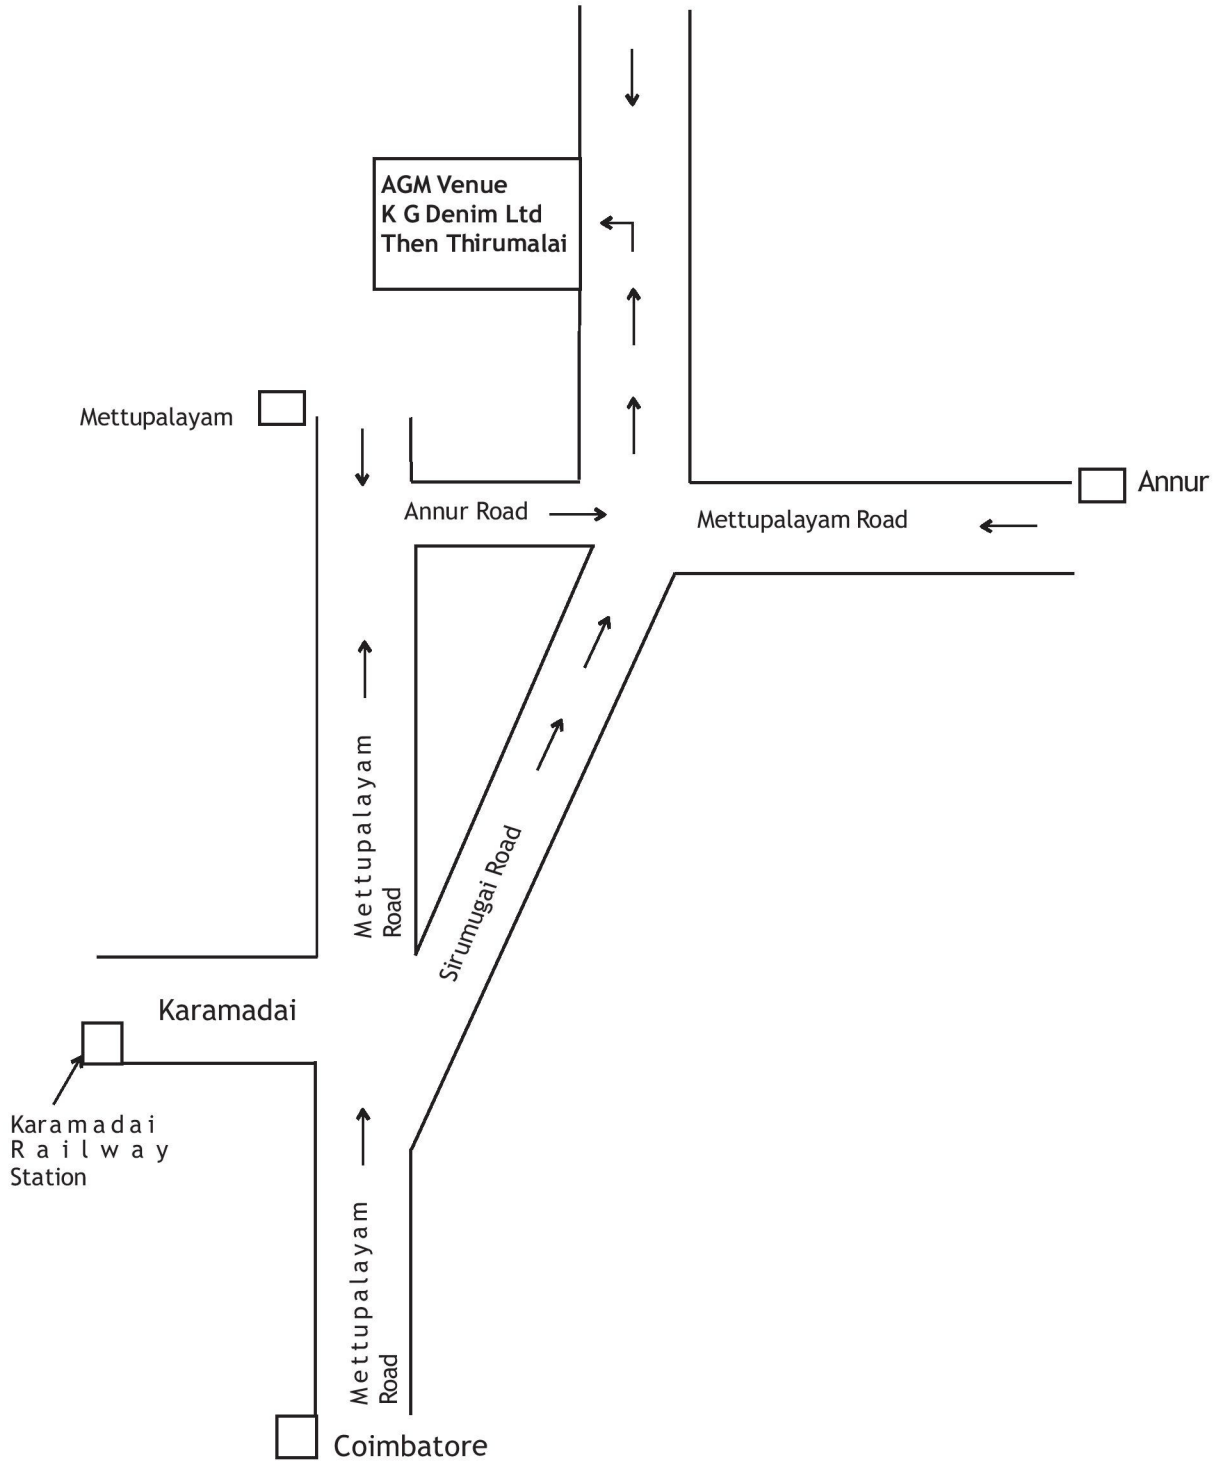 AGM Venue
K G Denim Ltd
Then Thirumalai
Mettupalayam
Annur
Annur Road
Mettupalayam Road
Mettupalayam
Road
Sirumugai Road
Karamadai
Karamadai
Railway
Station
Mettupalayam
Road
Coimbatore